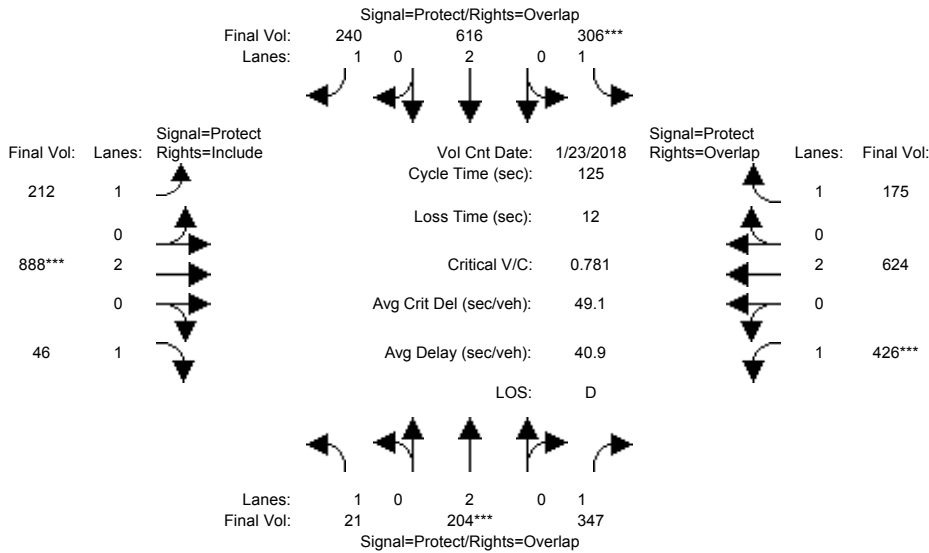 Signal=Protect/Rights=Overlap
Final Vol: 240 616 306***
Lanes: 1 0 2 0 1
Signal=Protect Signal=Protect
Final Vol: Lanes: Rights=Include Vol Cnt Date: 1/23/2018 Rights=Overlap Lanes: Final Vol:
Cycle Time (sec): 125
212 1 1 175
Loss Time (sec): 12
0 0
888*** 2 Critical V/C: 0.781 2 624
0 Avg Crit Del (sec/veh): 49.1 0
46 1 Avg Delay (sec/veh): 40.9 1 426***
LOS: D
Lanes: 1 0 2 0 1
Final Vol: 21 204*** 347
Signal=Protect/Rights=Overlap